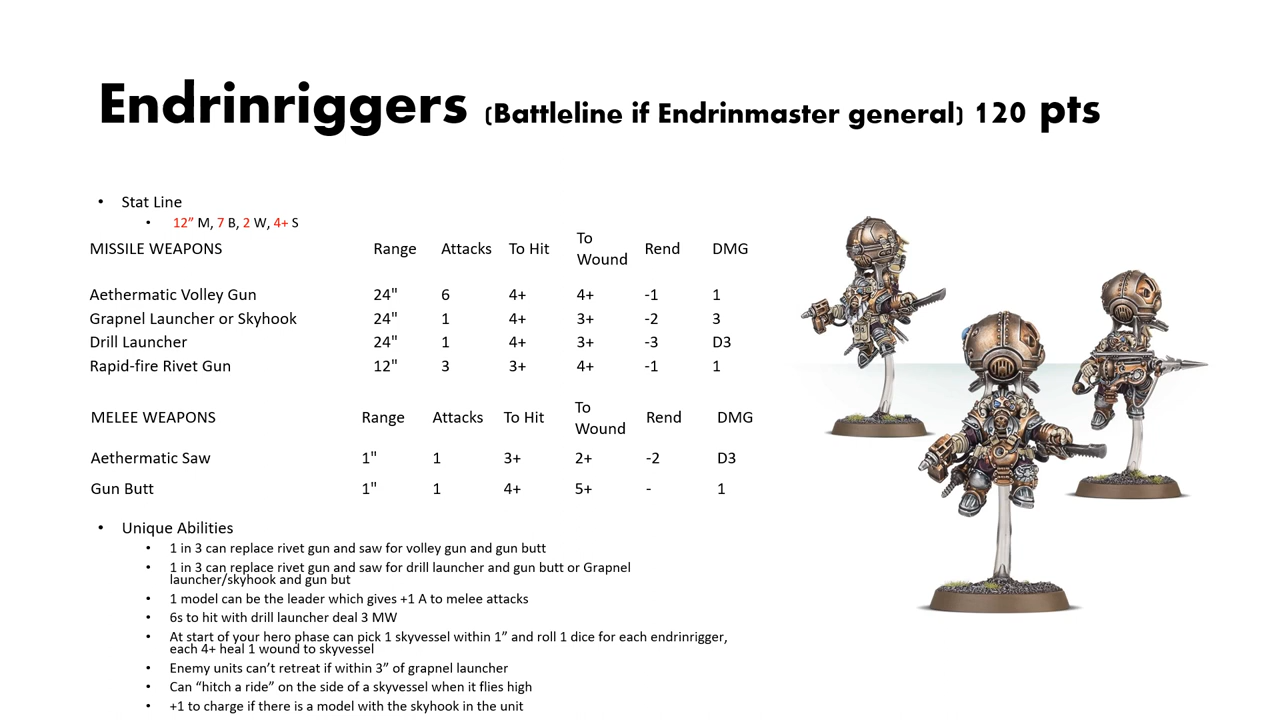 Endrinriggers (Battleline if Endrinmaster general) 120 pts
• Stat Line
• 12” M, 7 B, 2 W, 4+ S
MISSILE WEAPONS Range Attacks To Hit To Wound Rend DMG
Aethermatic Volley Gun 24" 6 4+ 4+ -1 1
Grapnel Launcher or Skyhook 24" 1 4+ 3+ -2 3
Drill Launcher 24" 1 4+ 3+ -3 D3
Rapid-fire Rivet Gun 12" 3 3+ 4+ -1 1
MELEE WEAPONS Range Attacks To Hit To Wound Rend DMG
Aethermatic Saw 1" 1 3+ 2+ -2 D3
Gun Butt 1" 1 4+ 5+ - 1
• Unique Abilities
• 1 in 3 can replace rivet gun and saw for volley gun and gun butt
• 1 in 3 can replace rivet gun and saw for drill launcher and gun butt or Grapnel
launcher/skyhook and gun but
• 1 model can be the leader which gives +1 A to melee attacks
• 6s to hit with drill launcher deal 3 MW
• At start of your hero phase can pick 1 skyvessel within 1” and roll 1 dice for each endrinrigger,
each 4+ heal 1 wound to skyvessel
• Enemy units can’t retreat if within 3” of grapnel launcher
• Can “hitch a ride” on the side of a skyvessel when it flies high
• +1 to charge if there is a model with the skyhook in the unit